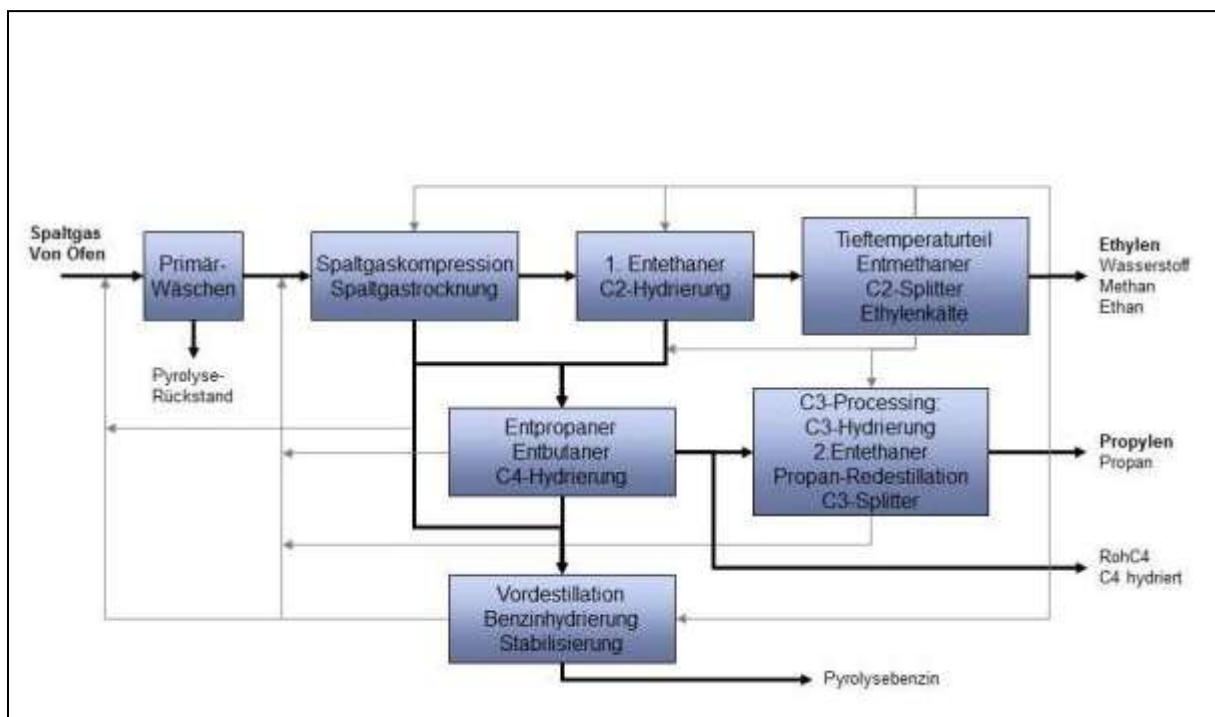 Spaltgas
Von Öfen
Primär-
Wäschen
Pyrolyse-
Rückstand
Spaltgaskompression
Spaltgastrocknung
1. Entethaner
C2-Hydrierung
Tieftemperaturteil
Entmethaner
C2-Splitter
Ethylenkälte
Ethylen
Wasserstoff
Methan
Ethan
Entpropaner
Entbutaner
C4-Hydrierung
C3-Processing:
C3-Hydrierung
2.Entethaner
Propan-Redestillation
C3-Splitter
Propylen
Propan
RohC4
C4 hydriert
Vordestillation
Benzinhydrierung
Stabilisierung
Pyrolysebenzin